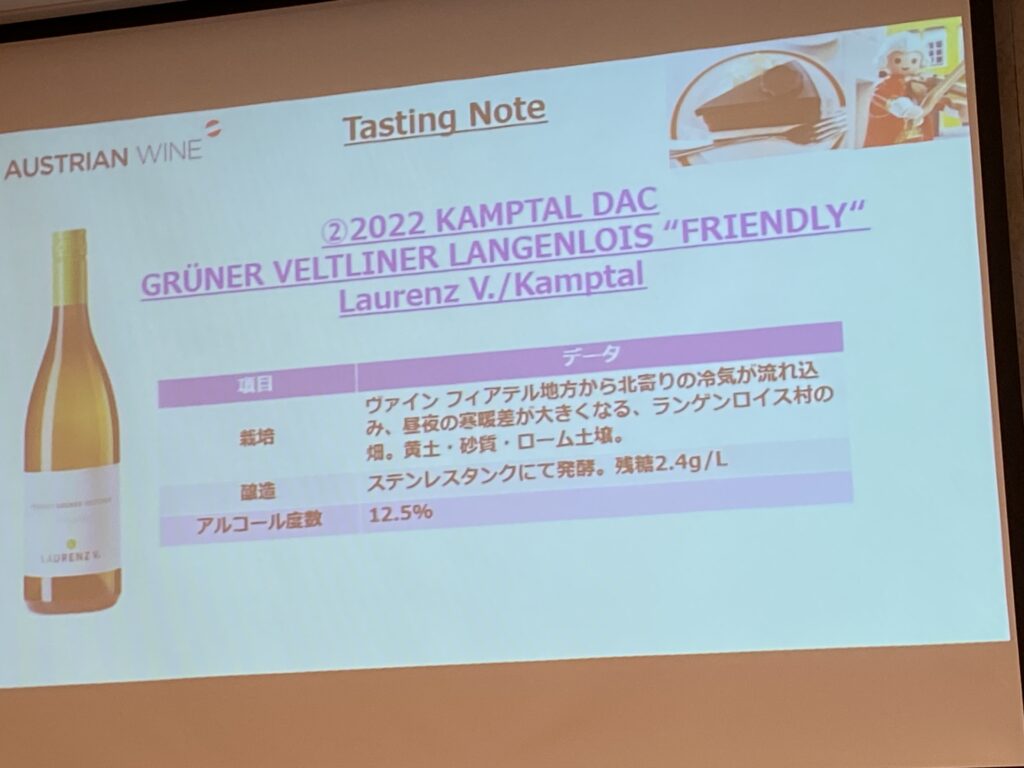 AUSTRIAN WINE
Tasting Note
②2022 KAMPTAL DAC
GRÜNER VELTLINER LANGENLOIS “FRIENDLY“
Laurenz V./Kamptal
項目
データ
栽培
ヴァイン フィアテル地方から北寄りの冷気が流れ込
み、昼夜の寒暖差が大きくなる、ランゲンロイス村の
畑。黄土・砂質・ローム土壌。
醸造
ステンレスタンクにて発酵。残糖2.4g/L
アルコール度数
12.5%
LAURENZ V.